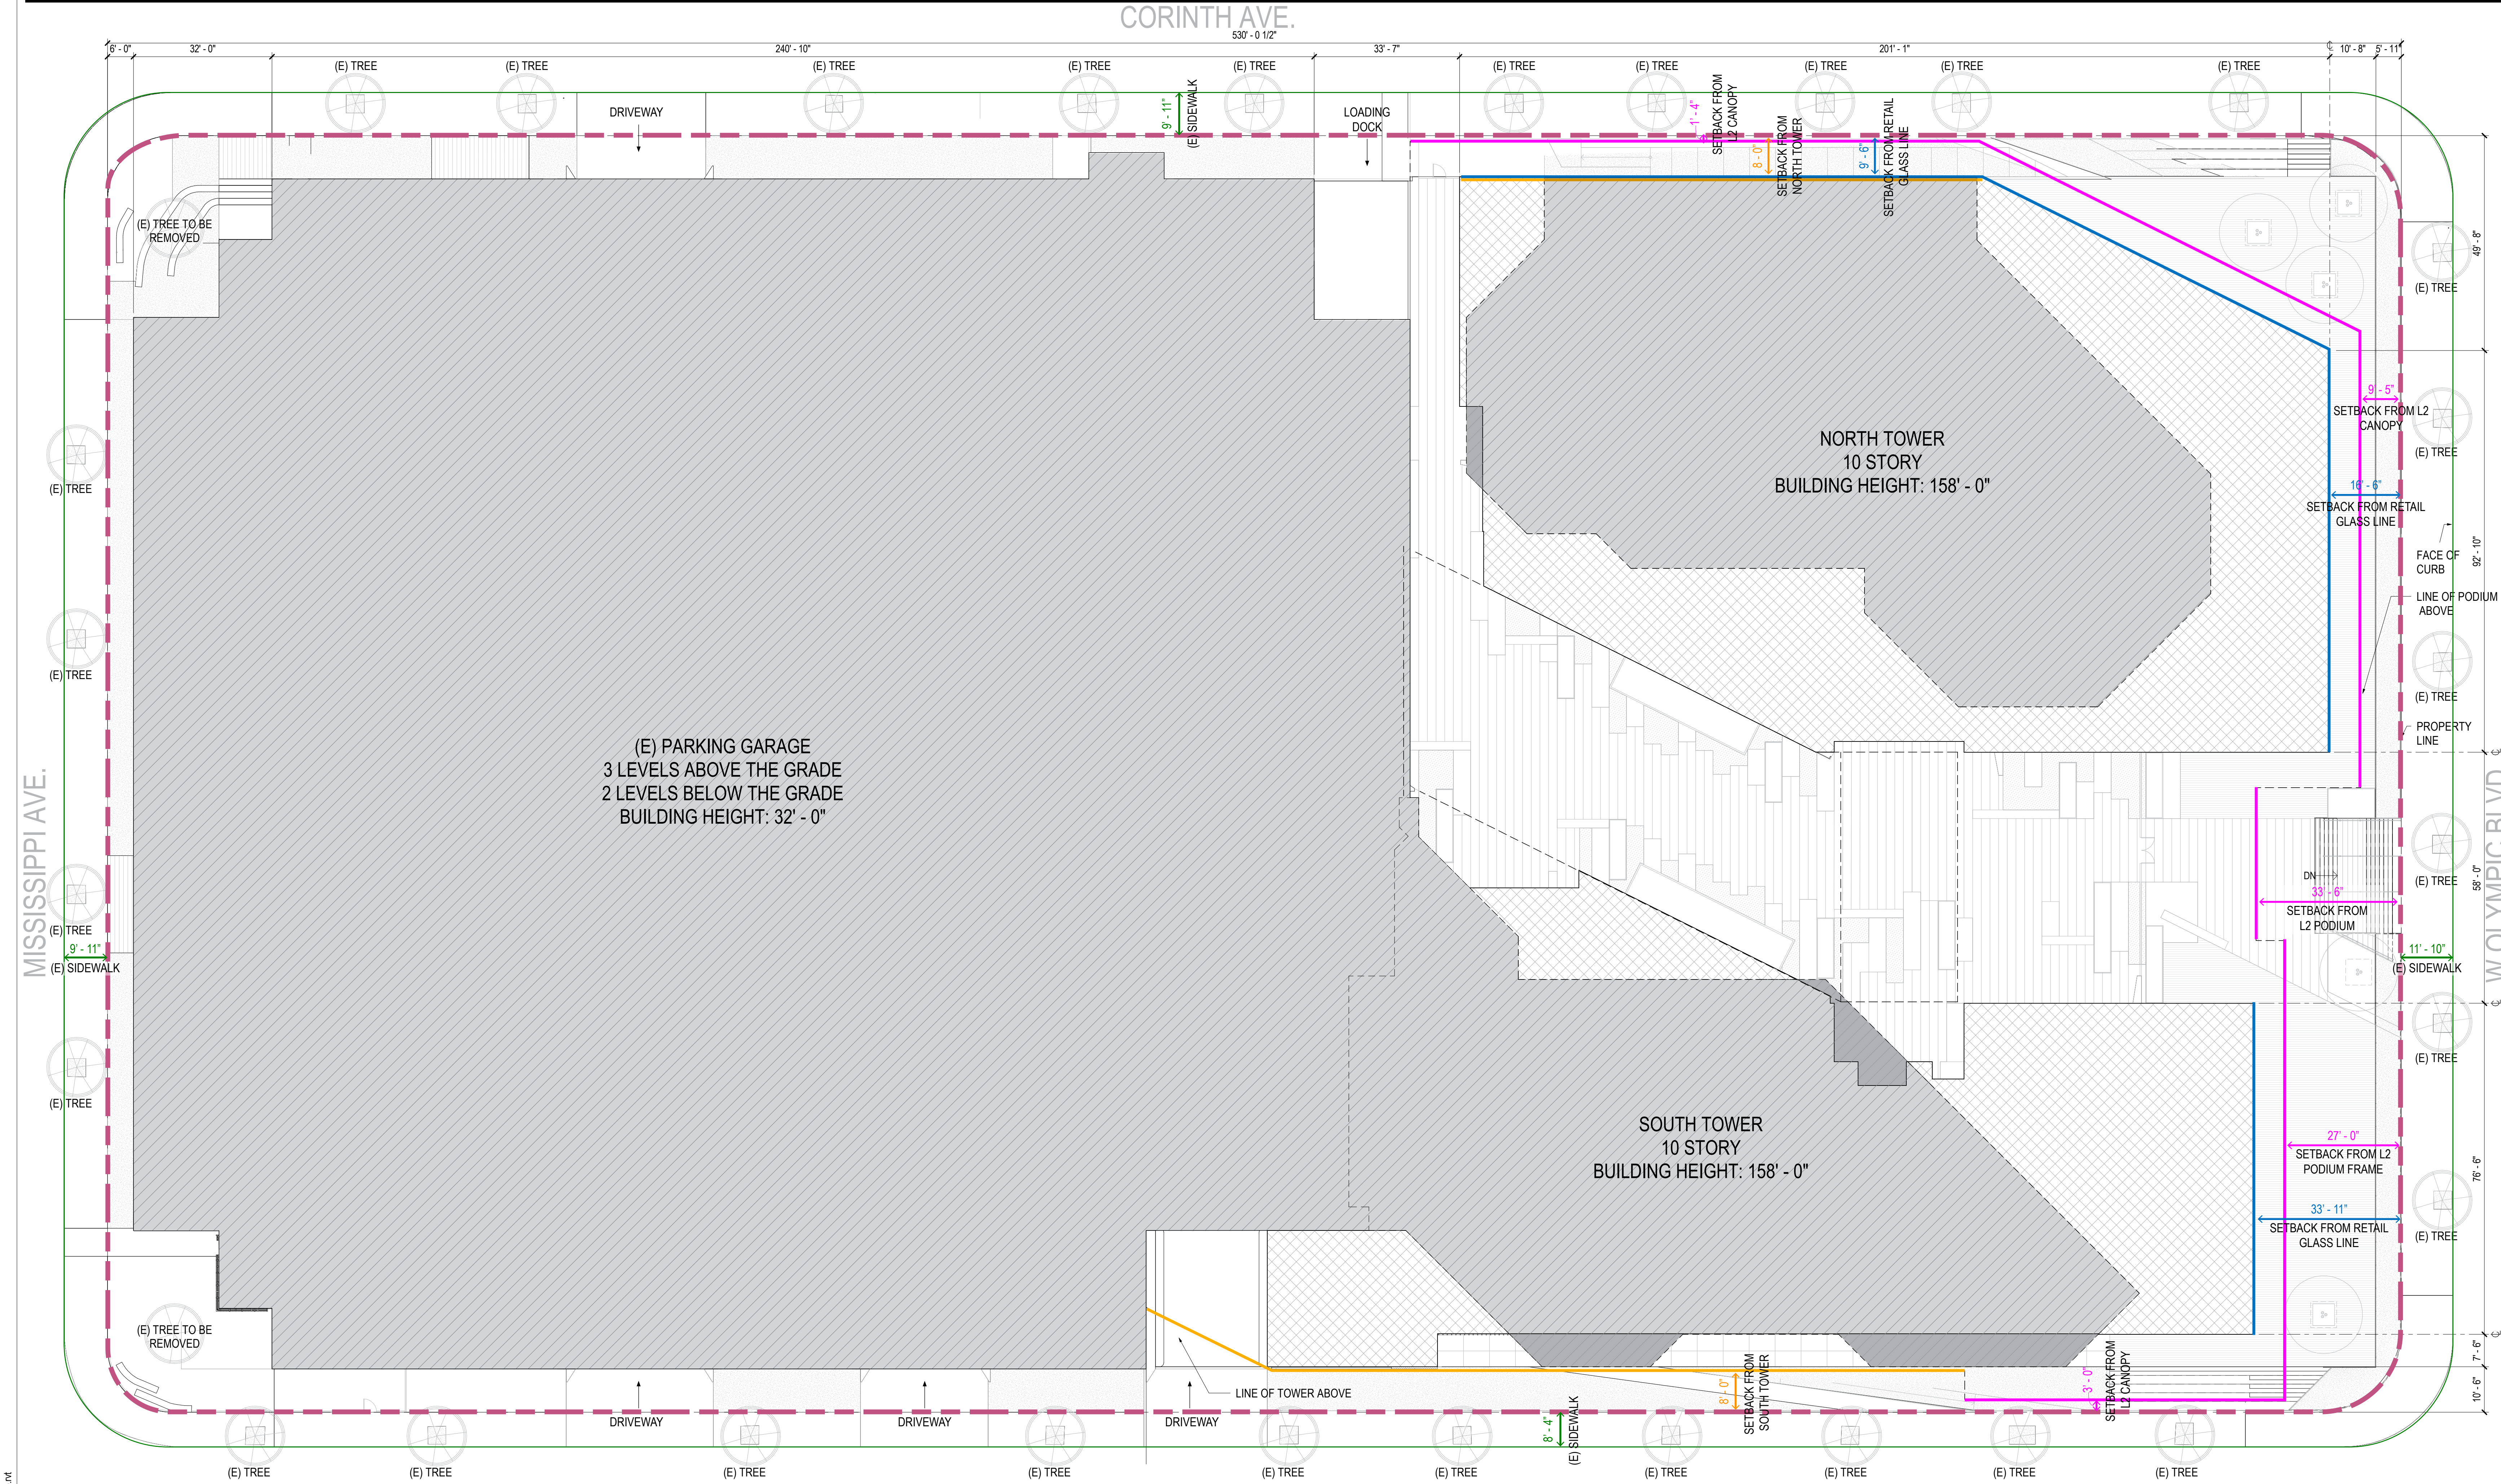 CORINTH AVE.
530' - 0 1/2"
6' - 0"
32' - 0"
240' - 10"
33' - 7"
201' - 1"
10' - 8"
5' - 11"
(E) TREE
(E) TREE
(E) TREE
(E) TREE
(E) TREE
(E) TREE
(E) TREE
(E) TREE
(E) TREE
(E) TREE
DRIVEWAY
9' - 11"
(E) SIDEWALK
LOADING
DOCK
1' - 4"
SETBACK FROM
L2 CANOPY
8' - 0"
SETBACK FROM
NORTH TOWER
9' - 6"
SETBACK FROM RETAIL
GLASS LINE
(E) TREE TO BE
REMOVED
49' - 8"
(E) TREE
9' - 5"
SETBACK FROM L2
CANOPY
NORTH TOWER
10 STORY
BUILDING HEIGHT: 158' - 0"
(E) TREE
(E) TREE
16' - 6"
SETBACK FROM RETAIL
GLASS LINE
FACE OF
CURB
92' - 10"
LINE OF PODIUM
ABOVE
(E) TREE
(E) TREE
PROPERTY
LINE
(E) PARKING GARAGE
3 LEVELS ABOVE THE GRADE
2 LEVELS BELOW THE GRADE
BUILDING HEIGHT: 32' - 0"
MISSISSIPPI AVE.
W OLYMPIC BLVD.
DN
33' - 6"
SETBACK FROM
L2 PODIUM
(E) TREE
58' - 0"
(E) TREE
9' - 11"
(E) SIDEWALK
11' - 10"
(E) SIDEWALK
(E) TREE
(E) TREE
SOUTH TOWER
10 STORY
BUILDING HEIGHT: 158' - 0"
27' - 0"
SETBACK FROM L2
PODIUM FRAME
76' - 6"
33' - 11"
SETBACK FROM RETAIL
GLASS LINE
(E) TREE
(E) TREE TO BE
REMOVED
7' - 6"
LINE OF TOWER ABOVE
8' - 0"
SETBACK FROM
SOUTH TOWER
3' - 0"
SETBACK FROM
L2 CANOPY
10' - 6"
DRIVEWAY
DRIVEWAY
DRIVEWAY
8' - 4"
(E) SIDEWALK
(E) TREE
(E) TREE
(E) TREE
(E) TREE
(E) TREE
(E) TREE
(E) TREE
(E) TREE
(E) TREE
(E) TREE
.rvt